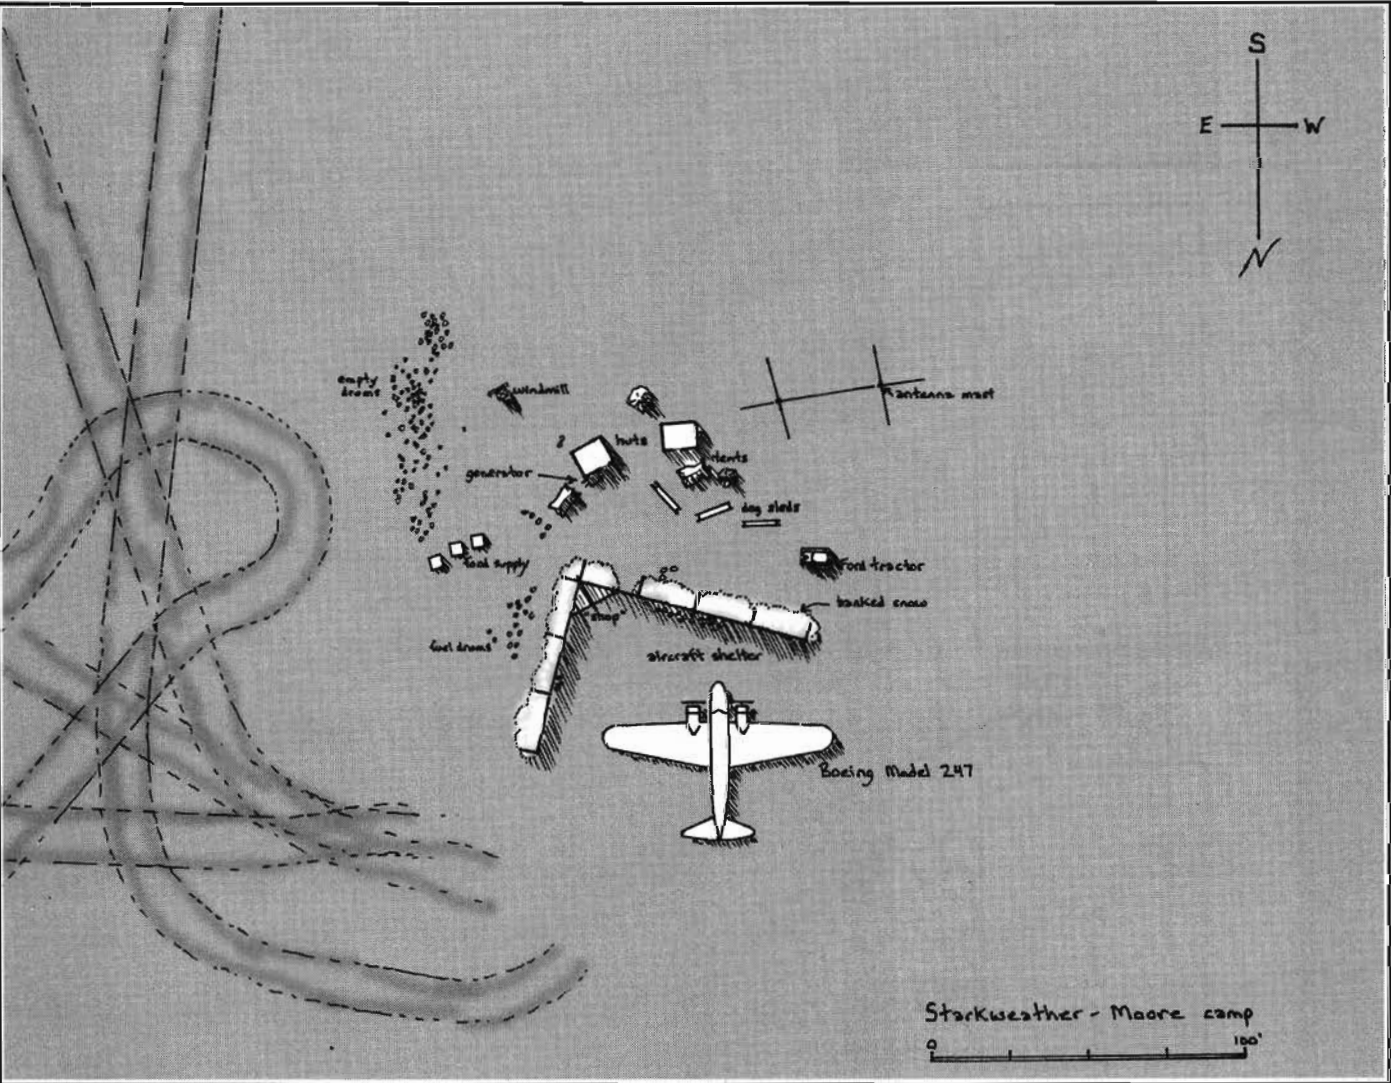 S
E W
N
empty
drums
windmill
antenna mast
huts
tents
generator
dog sleds
food supply
Ford tractor
banked snow
"shop"
fuel drums
aircraft shelter
Boeing Model 247
Starkweather - Moore camp
0 100'